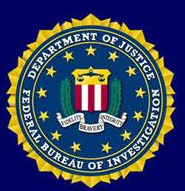 DEPARTMENT OF JUSTICE
FIDELITY BRAVERY INTEGRITY
FEDERAL BUREAU OF INVESTIGATION